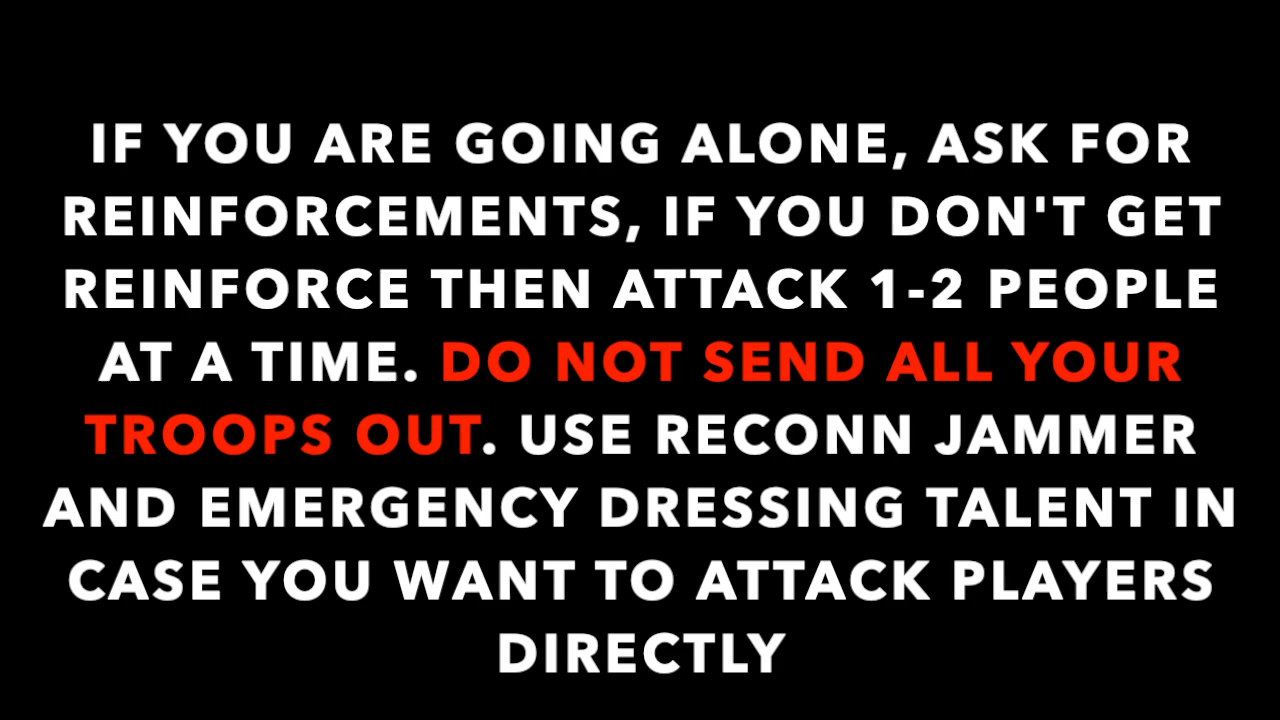 IF YOU ARE GOING ALONE, ASK FOR
REINFORCEMENTS, IF YOU DON'T GET
REINFORCE THEN ATTACK 1-2 PEOPLE
AT A TIME. DO NOT SEND ALL YOUR
TROOPS OUT. USE RECONN JAMMER
AND EMERGENCY DRESSING TALENT IN
CASE YOU WANT TO ATTACK PLAYERS
DIRECTLY